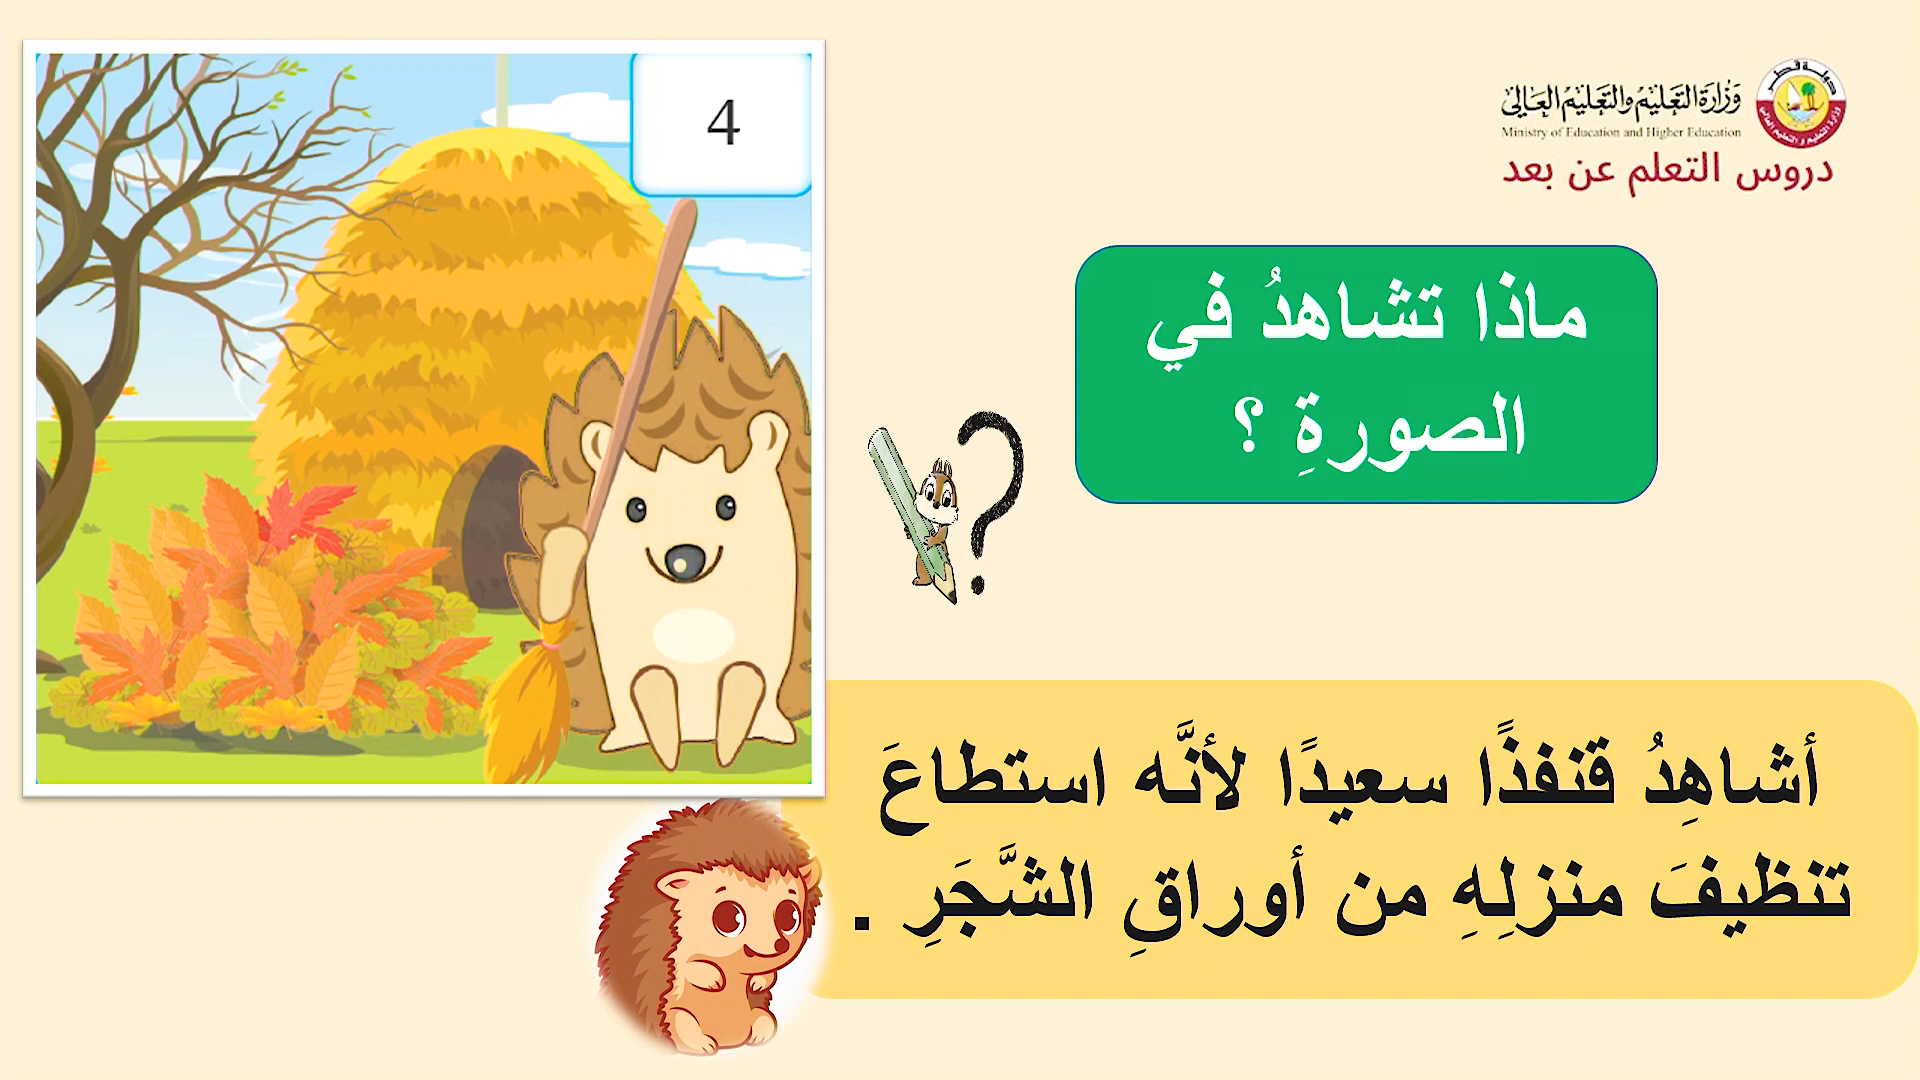 وزارة التعليم والتعليم العالي
Ministry of Education and Higher Education
دروس التعلم عن بعد
4
ماذا تشاهدُ في
الصورةِ ؟
أشاهِدُ قنفذًا سعيدًا لأنَّه استطاعَ
تنظيفَ منزلِهِ من أوراقِ الشَّجَرِ .